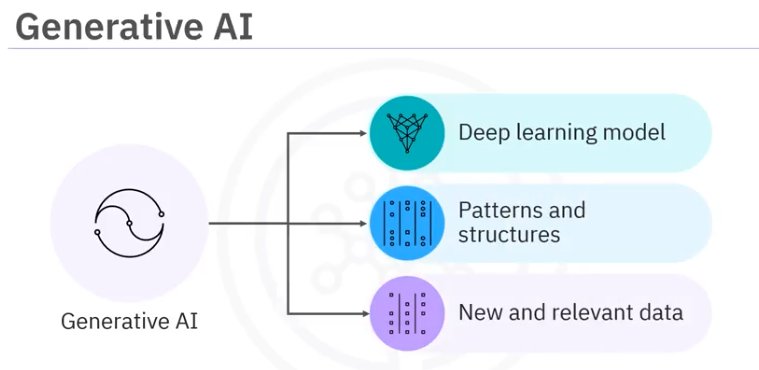 Generative AI
Deep learning model
Patterns and
structures
Generative AI
New and relevant data